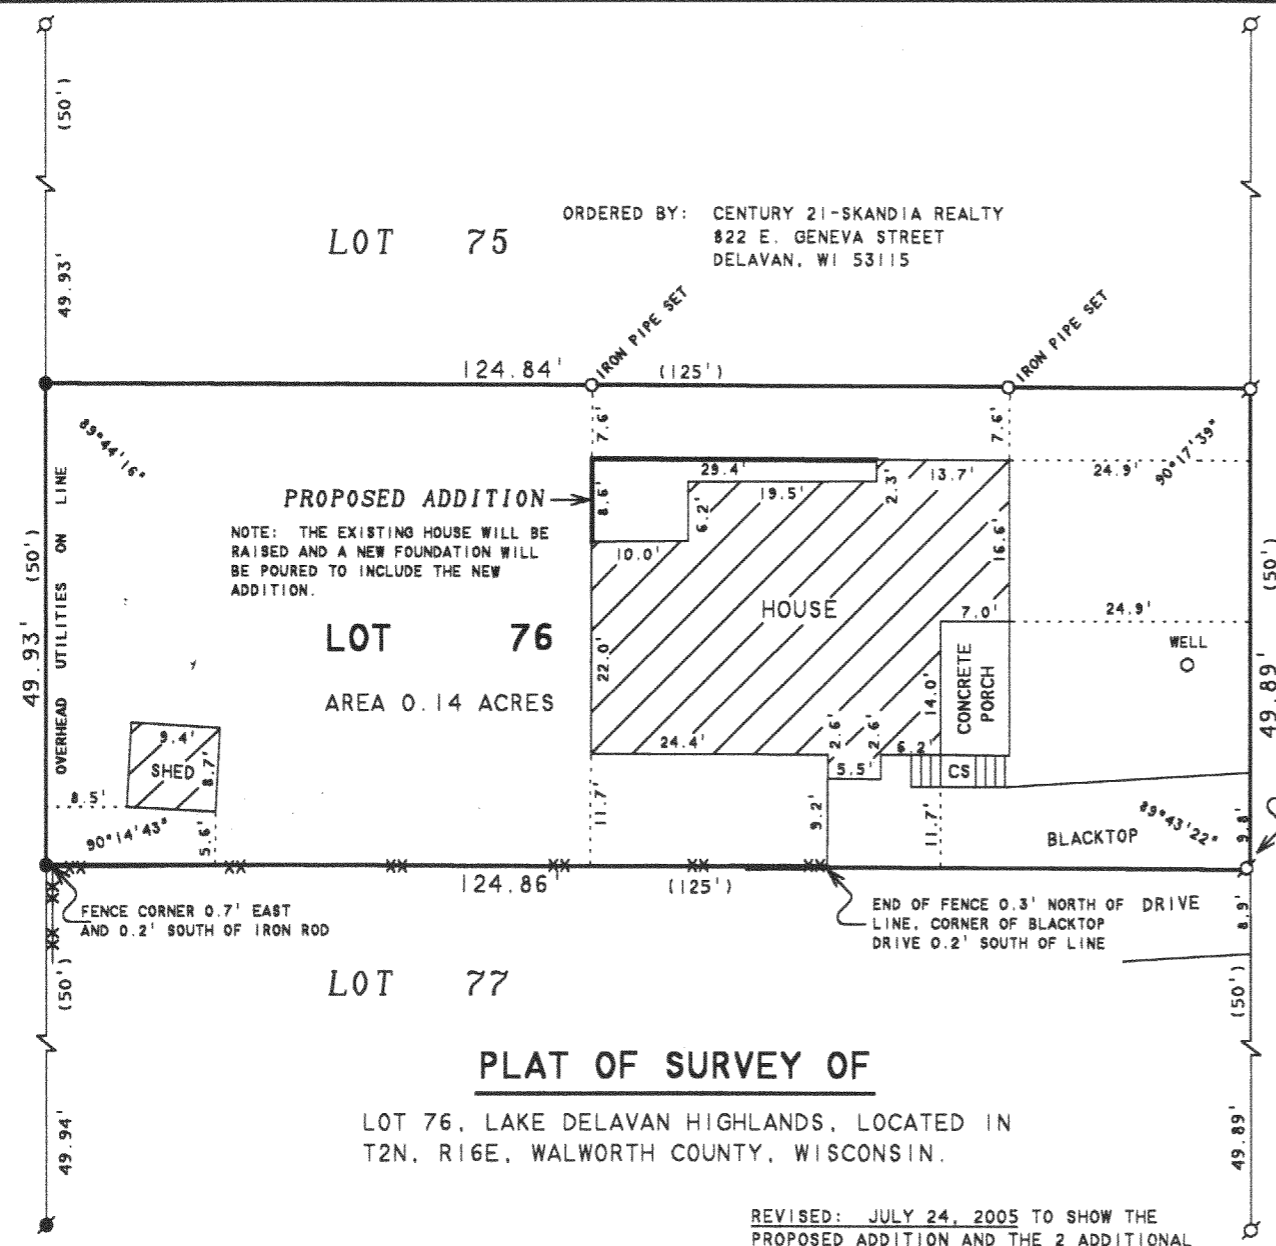 (50')
49.93'
LOT 75
ORDERED BY: CENTURY 21-SKANDIA REALTY
822 E. GENEVA STREET
DELAVAN, WI 53115
IRON PIPE SET
IRON PIPE SET
124.84'
(125')
89°44'16"
7.6'
7.6'
90°17'39"
29.4'
13.7'
24.9'
PROPOSED ADDITION
8.6'
6.2'
19.5'
2.3'
NOTE: THE EXISTING HOUSE WILL BE
RAISED AND A NEW FOUNDATION WILL
BE POURED TO INCLUDE THE NEW
ADDITION.
10.0'
16.6'
OVERHEAD UTILITIES ON LINE
(50')
49.93'
(50')
49.89'
HOUSE
7.0'
24.9'
LOT 76
WELL
22.0'
CONCRETE
PORCH
14.0'
AREA 0.14 ACRES
9.4'
SHED
8.7'
24.4'
2.6'
2.6'
6.2'
5.5'
CS
8.5'
90°14'43"
5.6'
11.7'
9.2'
11.7'
BLACKTOP
89°43'22"
9.8'
124.86'
(125')
FENCE CORNER 0.7' EAST
AND 0.2' SOUTH OF IRON ROD
END OF FENCE 0.3' NORTH OF
LINE, CORNER OF BLACKTOP
DRIVE 0.2' SOUTH OF LINE
DRIVE
8.9'
(50')
LOT 77
(50')
PLAT OF SURVEY OF
LOT 76, LAKE DELAVAN HIGHLANDS, LOCATED IN
T2N, R16E, WALWORTH COUNTY, WISCONSIN.
49.94'
49.89'
REVISED: JULY 24, 2005 TO SHOW THE
PROPOSED ADDITION AND THE 2 ADDITIONAL